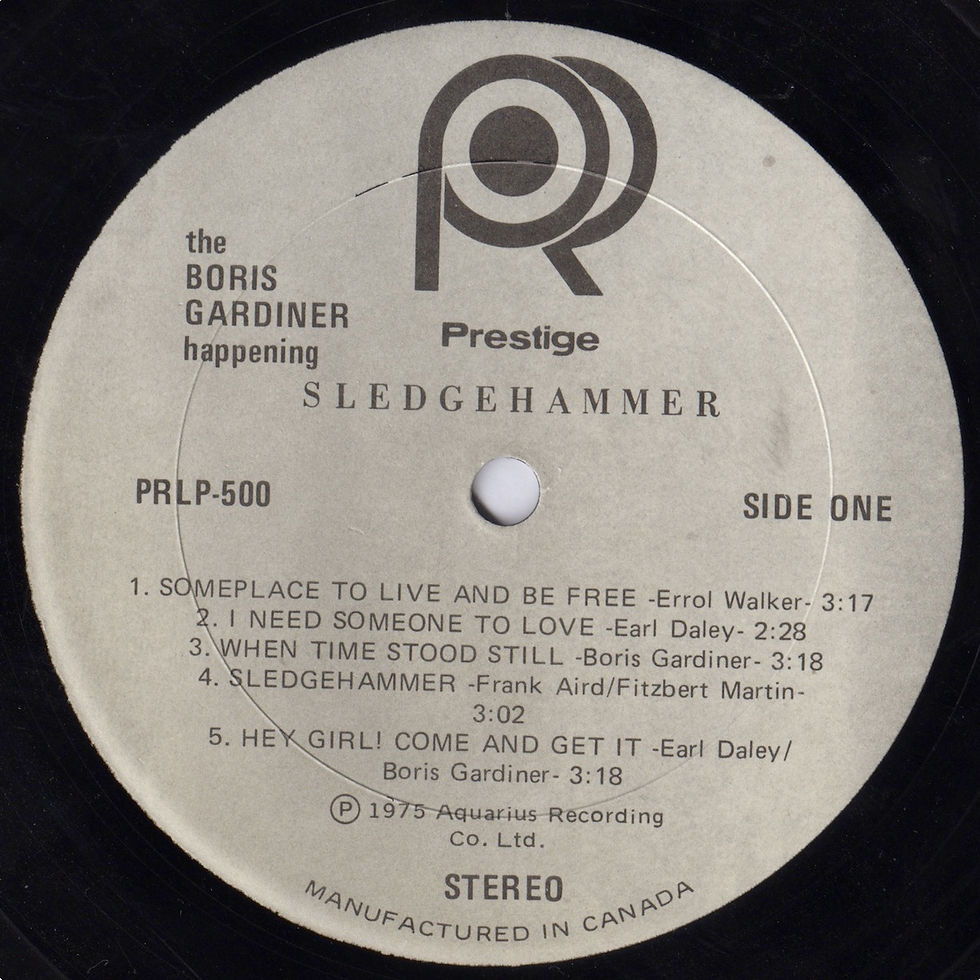 the
BORIS
GARDINER
happening
Prestige
SLEDGEHAMMER
PRLP-500
SIDE ONE
1. SOMEPLACE TO LIVE AND BE FREE -Errol Walker- 3:17
2. I NEED SOMEONE TO LOVE -Earl Daley- 2:28
3. WHEN TIME STOOD STILL -Boris Gardiner- 3:18
4. SLEDGEHAMMER -Frank Aird/Fitzbert Martin-
3:02
5. HEY GIRL! COME AND GET IT -Earl Daley/
Boris Gardiner- 3:18
℗ 1975 Aquarius Recording
Co. Ltd.
STEREO
MANUFACTURED IN CANADA